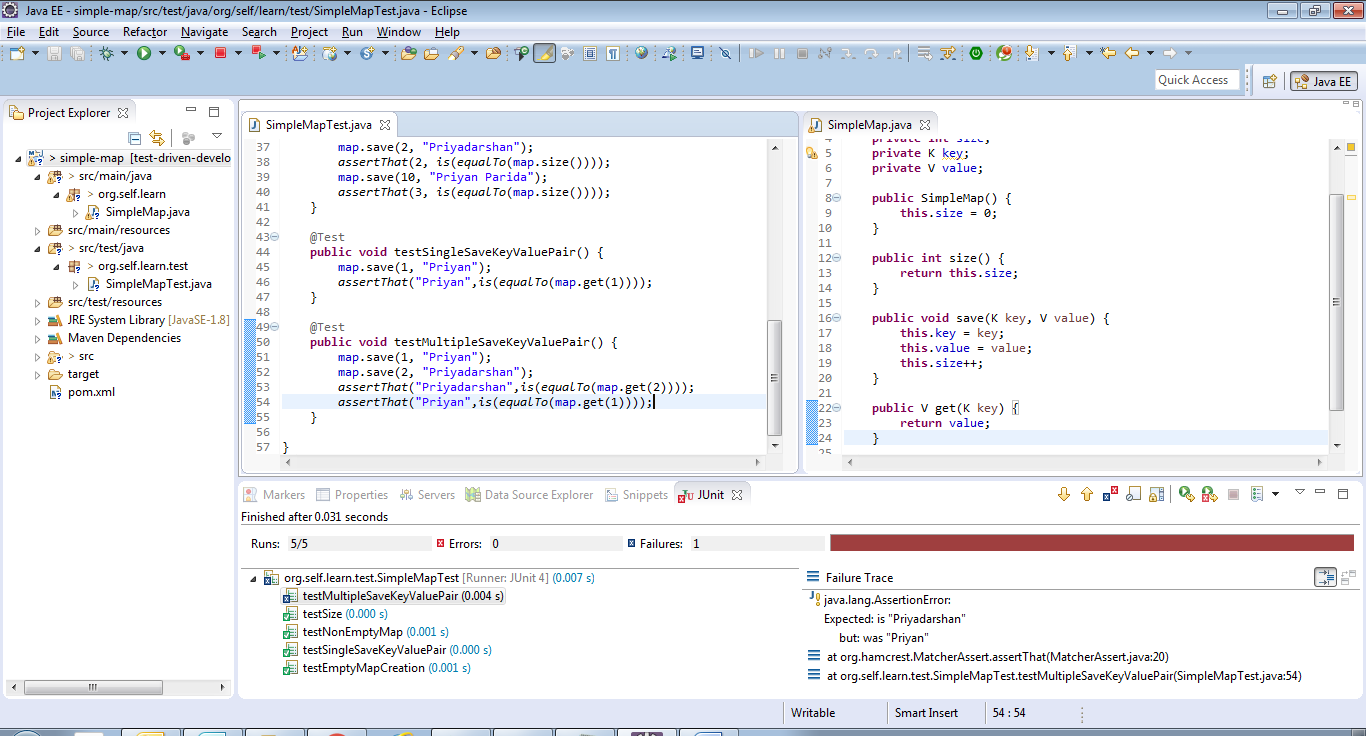 Java EE - simple-map/src/test/java/org/self/learn/test/SimpleMapTest.java - Eclipse
File Edit Source Refactor Navigate Search Project Run Window Help
Quick Access
Java EE
Project Explorer
> simple-map [test-driven-develo
> src/main/java
> org.self.learn
SimpleMap.java
src/main/resources
> src/test/java
> org.self.learn.test
SimpleMapTest.java
src/test/resources
JRE System Library [JavaSE-1.8]
Maven Dependencies
> src
target
pom.xml
SimpleMapTest.java
37 map.save(2, "Priyadarshan");
38 assertThat(2, is(equalTo(map.size())));
39 map.save(10, "Priyan Parida");
40 assertThat(3, is(equalTo(map.size())));
41 }
42
43 @Test
44 public void testSingleSaveKeyValuePair() {
45 map.save(1, "Priyan");
46 assertThat("Priyan",is(equalTo(map.get(1))));
47 }
48
49 @Test
50 public void testMultipleSaveKeyValuePair() {
51 map.save(1, "Priyan");
52 map.save(2, "Priyadarshan");
53 assertThat("Priyadarshan",is(equalTo(map.get(2))));
54 assertThat("Priyan",is(equalTo(map.get(1))));
55 }
56
57 }
SimpleMap.java
4 private int size;
5 private K key;
6 private V value;
7
8 public SimpleMap() {
9 this.size = 0;
10 }
11
12 public int size() {
13 return this.size;
14 }
15
16 public void save(K key, V value) {
17 this.key = key;
18 this.value = value;
19 this.size++;
20 }
21
22 public V get(K key) {
23 return value;
24 }
25
Markers Properties Servers Data Source Explorer Snippets JUnit
Finished after 0.031 seconds
Runs: 5/5 Errors: 0 Failures: 1
org.self.learn.test.SimpleMapTest [Runner: JUnit 4] (0.007 s)
testMultipleSaveKeyValuePair (0.004 s)
testSize (0.000 s)
testNonEmptyMap (0.001 s)
testSingleSaveKeyValuePair (0.000 s)
testEmptyMapCreation (0.001 s)
Failure Trace
java.lang.AssertionError:
Expected: is "Priyadarshan"
but: was "Priyan"
at org.hamcrest.MatcherAssert.assertThat(MatcherAssert.java:20)
at org.self.learn.test.SimpleMapTest.testMultipleSaveKeyValuePair(SimpleMapTest.java:54)
Writable Smart Insert 54 : 54